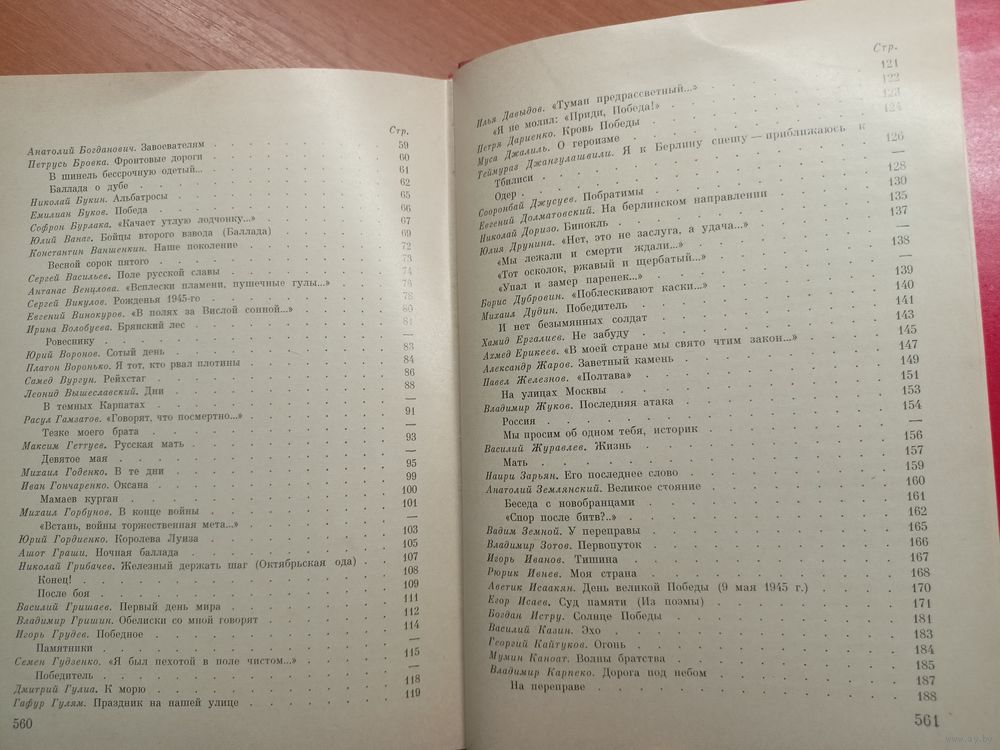 Стр.
Анатолий Богданович. Завоевателям . . . . . 59
Петрусь Бровка. Фронтовые дороги . . . . . 60
В шинель бессрочную одетый... . . . . . 61
Баллада о дубе . . . . . 62
Николай Букин. Альбатросы . . . . . 65
Емилиан Буков. Победа . . . . . 66
Софрон Бурлака. «Качает утлую лодчонку...» . . . . . 67
Юлий Ванаг. Бойцы второго взвода (Баллада) . . . . . 69
Константин Ваншенкин. Наше поколение . . . . . 72
Весной сорок пятого . . . . . 73
Сергей Васильев. Поле русской славы . . . . . 74
Антанас Венцлова. «Всплески пламени, пушечные гулы...» . . . . . 76
Сергей Викулов. Рожденья 1945-го . . . . . 78
Евгений Винокуров. «В полях за Вислой сонной...» . . . . . 80
Ирина Волобуева. Брянский лес . . . . . 81
Ровеснику . . . . . —
Юрий Воронов. Сотый день . . . . . 83
Платон Воронько. Я тот, кто рвал плотины . . . . . 84
Самед Вургун. Рейхстаг . . . . . 86
Леонид Вышеславский. Дни . . . . . 88
В темных Карпатах . . . . . —
Расул Гамзатов. «Говорят, что посмертно...» . . . . . 91
Тезке моего брата . . . . . —
Максим Геттуев. Русская мать . . . . . 93
Девятое мая . . . . . —
Михаил Годенко. В те дни . . . . . 95
Иван Гончаренко. Оксана . . . . . 99
Мамаев курган . . . . . 100
Михаил Горбунов. В конце войны . . . . . 101
«Встань, войны торжественная мета...» . . . . . —
Юрий Гордиенко. Королева Луиза . . . . . 103
Ашот Граши. Ночная баллада . . . . . 105
Николай Грибачев. Железный держать шаг (Октябрьская ода) . . . . . 107
Конец! . . . . . 108
После боя . . . . . 109
Василий Гришаев. Первый день мира . . . . . 111
Владимир Гришин. Обелиски со мной говорят . . . . . 112
Игорь Грудев. Победное . . . . . 114
Памятники . . . . . —
Семен Гудзенко. «Я был пехотой в поле чистом...» . . . . . 115
Победитель . . . . . —
Дмитрий Гулиа. К морю . . . . . 118
Гафур Гулям. Праздник на нашей улице . . . . . 119
560
Стр.
Илья Давыдов. «Туман предрассветный...» . . . . . 121
«Я не молил: «Приди, Победа!» . . . . . 122
Петря Дариенко. Кровь Победы . . . . . 123
Муса Джалиль. О героизме . . . . . 124
Теймураз Джангулашвили. Я к Берлину спешу — приближаюсь к
Тбилиси . . . . . 126
Одер . . . . . —
Сооронбай Джусуев. Побратимы . . . . . 128
Евгений Долматовский. На берлинском направлении . . . . . 130
Николай Доризо. Бинокль . . . . . 135
Юлия Друнина. «Нет, это не заслуга, а удача...» . . . . . 137
«Мы лежали и смерти ждали...» . . . . . —
«Тот осколок, ржавый и щербатый...» . . . . . 138
«Упал и замер паренек...» . . . . . —
Борис Дубровин. «Поблескивают каски...» . . . . . 139
Михаил Дудин. Победитель . . . . . 140
И нет безымянных солдат . . . . . 141
Хамид Ергалиев. Не забуду . . . . . 143
Ахмед Ерикеев. «В моей стране мы свято чтим закон...» . . . . . 145
Александр Жаров. Заветный камень . . . . . 147
Павел Железнов. «Полтава» . . . . . 149
На улицах Москвы . . . . . 151
Владимир Жуков. Последняя атака . . . . . 153
Россия . . . . . 154
Мы просим об одном тебя, историк . . . . . —
Василий Журавлев. Жизнь . . . . . 156
Мать . . . . . 157
Наири Зарьян. Его последнее слово . . . . . 159
Анатолий Землянский. Великое стояние . . . . . 160
Беседа с новобранцами . . . . . 161
«Спор после битв?..» . . . . . 162
Вадим Земной. У переправы . . . . . 165
Владимир Зотов. Первопуток . . . . . 166
Игорь Иванов. Тишина . . . . . 167
Рюрик Ивнев. Моя страна . . . . . 168
Аветик Исаакян. День великой Победы (9 мая 1945 г.) . . . . . 170
Егор Исаев. Суд памяти (Из поэмы) . . . . . 171
Богдан Истру. Солнце Победы . . . . . 181
Василий Казин. Эхо . . . . . 183
Георгий Кайтуков. Огонь . . . . . 184
Мумин Каноат. Волны братства . . . . . 185
Владимир Карпеко. Дорога под небом . . . . . 187
На переправе . . . . . 188
561
www.ay.by